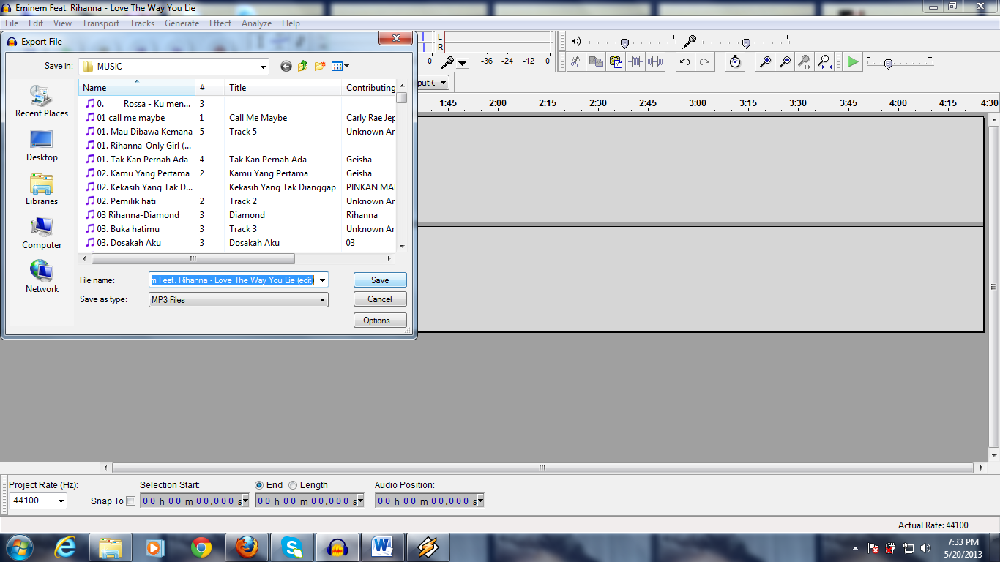 Eminem Feat. Rihanna - Love The Way You Lie
File Edit View Transport Tracks Generate Effect Analyze Help
Export File
Save in: MUSIC
Name # Title Contributing
0. Rossa - Ku men... 3
01 call me maybe 1 Call Me Maybe Carly Rae Jep
01. Mau Dibawa Kemana 5 Track 5 Unknown Ar
01. Rihanna-Only Girl (...
01. Tak Kan Pernah Ada 4 Tak Kan Pernah Ada Geisha
02. Kamu Yang Pertama 2 Kamu Yang Pertama Geisha
02. Kekasih Yang Tak D... Kekasih Yang Tak Dianggap PINKAN MA
02. Pemilik hati 2 Track 2 Unknown Ar
03 Rihanna-Diamond 3 Diamond Rihanna
03. Buka hatimu 3 Track 3 Unknown Ar
03. Dosakah Aku 3 Dosakah Aku 03
Recent Places
Desktop
Libraries
Computer
Network
File name: m Feat. Rihanna - Love The Way You Lie (edit)
Save as type: MP3 Files
Save
Cancel
Options...
L
R
0 -36 -24 -12 0
put C
1:45 2:00 2:15 2:30 2:45 3:00 3:15 3:30 3:45 4:00 4:15 4:30
Project Rate (Hz): Selection Start: End Length Audio Position:
44100 Snap To 00 h 00 m 00.000 s 00 h 00 m 00.000 s 00 h 00 m 00.000 s
Actual Rate: 44100
7:33 PM
5/20/2013